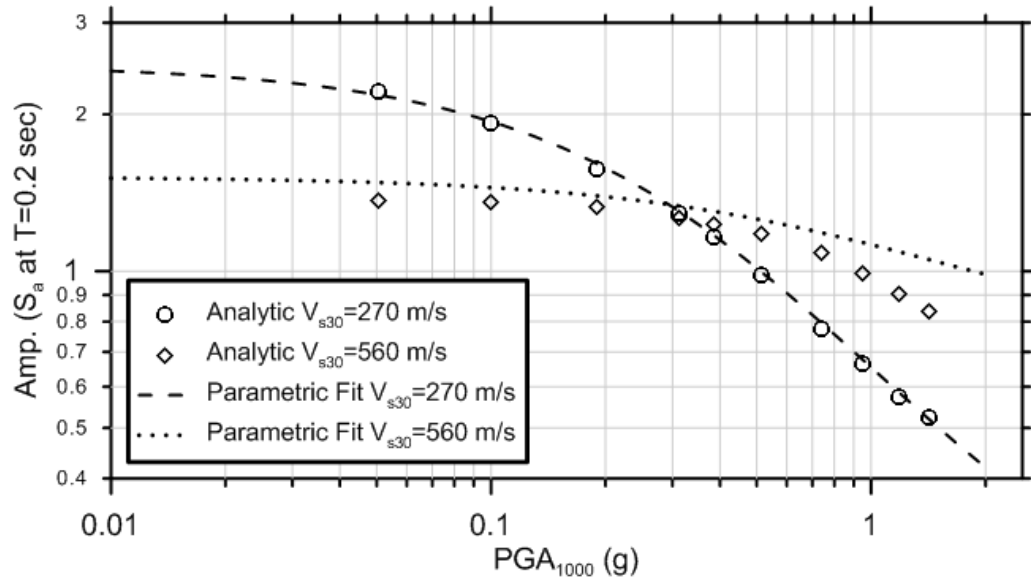 3
2
1
0.9
0.8
0.7
0.6
0.5
0.4
Amp. (Sₐ at T=0.2 sec)
Analytic Vₛ₃₀=270 m/s
Analytic Vₛ₃₀=560 m/s
Parametric Fit Vₛ₃₀=270 m/s
Parametric Fit Vₛ₃₀=560 m/s
0.01 0.1 1
PGA₁₀₀₀ (g)